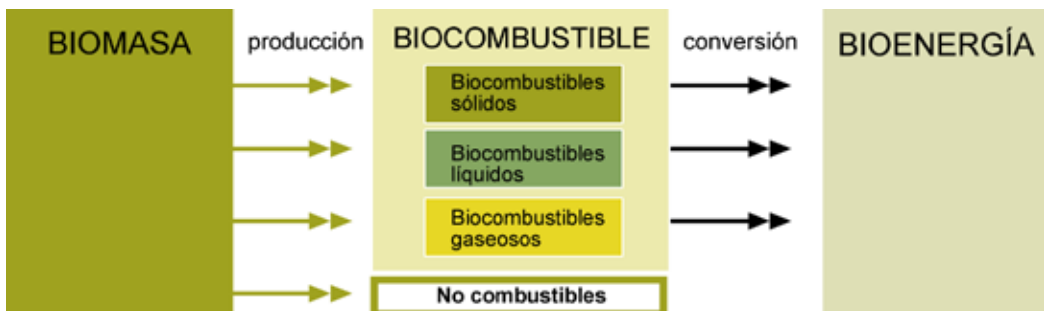 BIOMASA
producción
BIOCOMBUSTIBLE
conversión
BIOENERGÍA
Biocombustibles
sólidos
Biocombustibles
líquidos
Biocombustibles
gaseosos
No combustibles